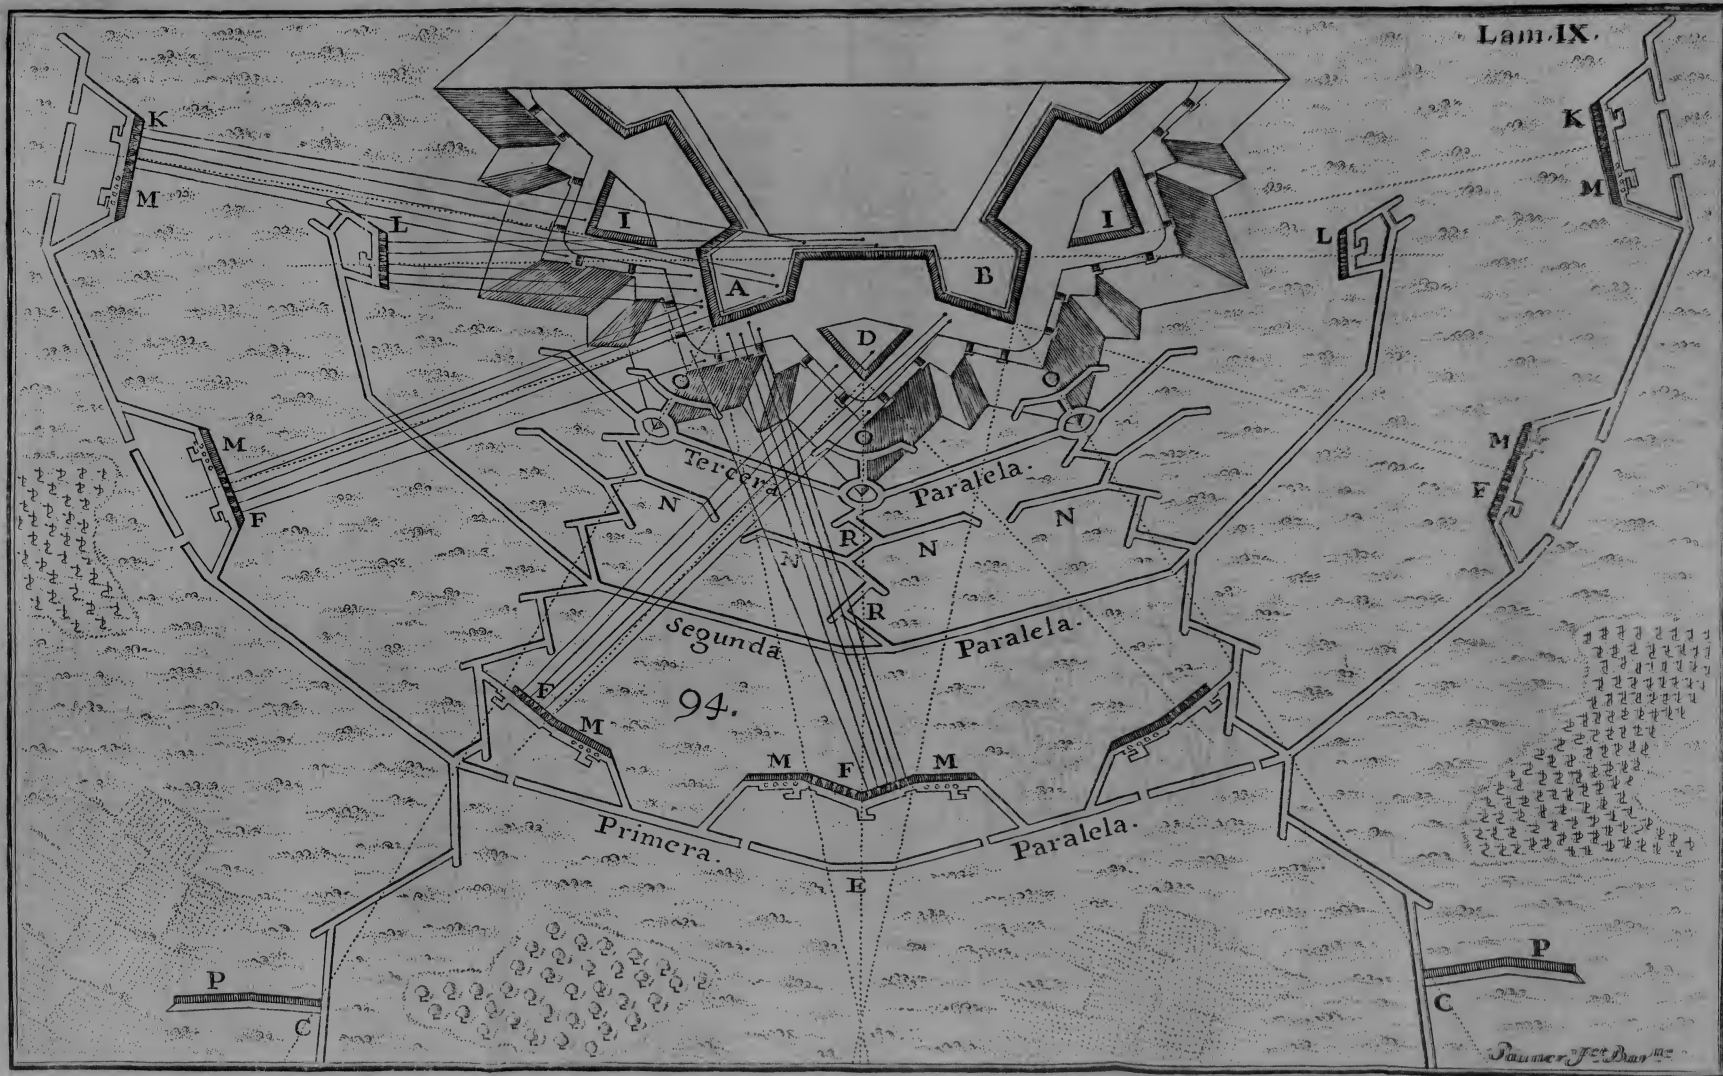 Lam. IX.
K
K
M
M
L
L
I
I
A
B
D
M
M
F
F
O
O
O
Tercera
Paralela.
N
N
N
N
R
R
Segunda
Paralela.
94.
F
M
M
F
M
Primera.
Paralela.
E
P
P
C
C